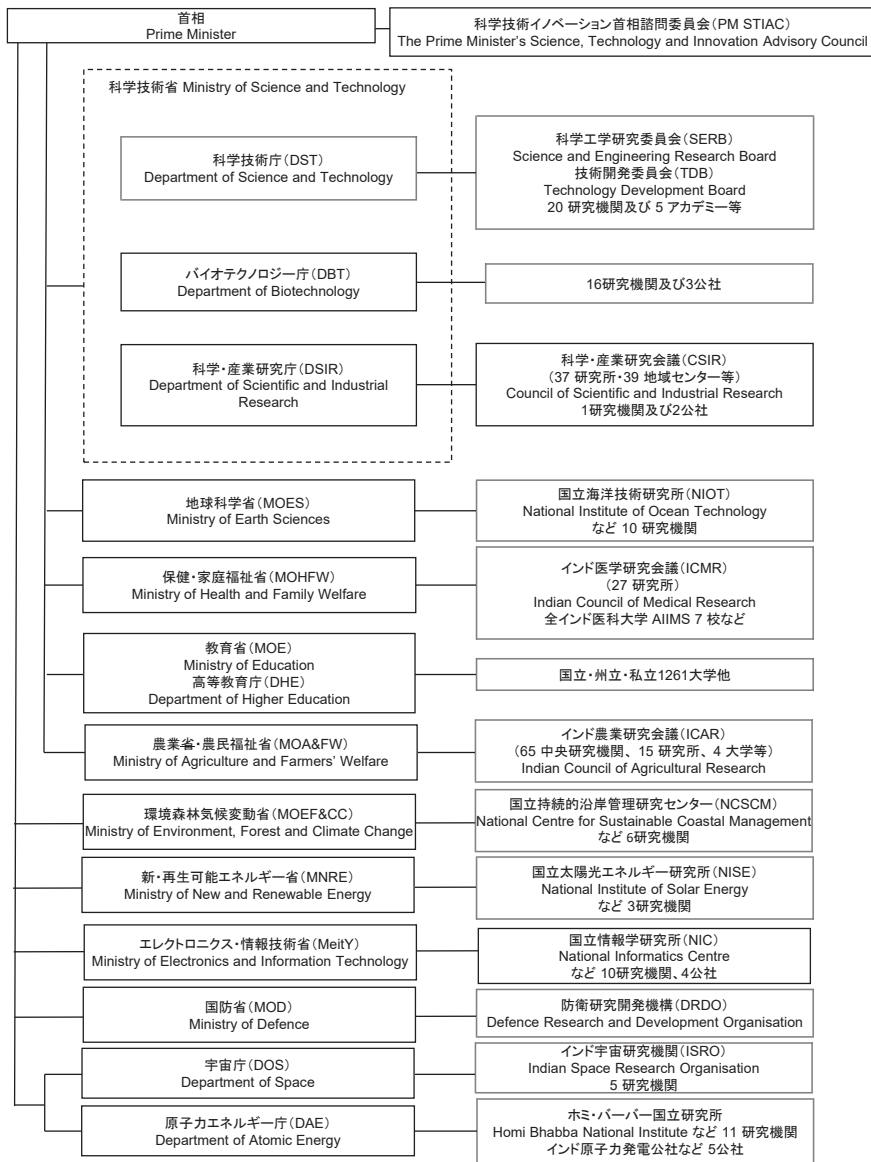 首相
Prime Minister
科学技術イノベーション首相諮問委員会(PM STIAC)
The Prime Minister's Science, Technology and Innovation Advisory Council
科学技術省 Ministry of Science and Technology
科学技術庁(DST)
Department of Science and Technology
科学工学研究委員会(SERB)
Science and Engineering Research Board
技術開発委員会(TDB)
Technology Development Board
20 研究機関及び 5 アカデミー等
バイオテクノロジー庁(DBT)
Department of Biotechnology
16研究機関及び3公社
科学・産業研究庁(DSIR)
Department of Scientific and Industrial
Research
科学・産業研究会議(CSIR)
(37 研究所・39 地域センター等)
Council of Scientific and Industrial Research
1研究機関及び2公社
地球科学省(MOES)
Ministry of Earth Sciences
国立海洋技術研究所(NIOT)
National Institute of Ocean Technology
など 10 研究機関
保健・家庭福祉省(MOHFW)
Ministry of Health and Family Welfare
インド医学研究会議(ICMR)
(27 研究所)
Indian Council of Medical Research
全インド医科大学 AIIMS 7 校など
教育省(MOE)
Ministry of Education
高等教育庁(DHE)
Department of Higher Education
国立・州立・私立1261大学他
農業省・農民福祉省(MOA&FW)
Ministry of Agriculture and Farmers' Welfare
インド農業研究会議(ICAR)
(65 中央研究機関、 15 研究所、 4 大学等)
Indian Council of Agricultural Research
環境森林気候変動省(MOEF&CC)
Ministry of Environment, Forest and Climate Change
国立持続的沿岸管理研究センター(NCSCM)
National Centre for Sustainable Coastal Management
など 6研究機関
新・再生可能エネルギー省(MNRE)
Ministry of New and Renewable Energy
国立太陽光エネルギー研究所(NISE)
National Institute of Solar Energy
など 3研究機関
エレクトロニクス・情報技術省(MeitY)
Ministry of Electronics and Information Technology
国立情報学研究所(NIC)
National Informatics Centre
など 10研究機関、4公社
国防省(MOD)
Ministry of Defence
防衛研究開発機構(DRDO)
Defence Research and Development Organisation
宇宙庁(DOS)
Department of Space
インド宇宙研究機関(ISRO)
Indian Space Research Organisation
5 研究機関
原子力エネルギー庁(DAE)
Department of Atomic Energy
ホミ・バーバー国立研究所
Homi Bhabba National Institute など 11 研究機関
インド原子力発電公社など 5公社